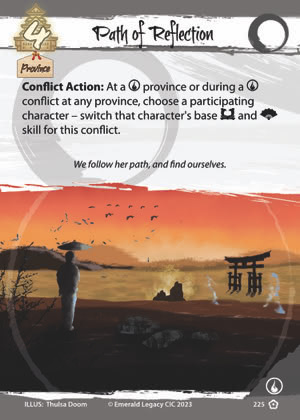 Path of Reflection
4
Province
Conflict Action: At a province or during a
conflict at any province, choose a participating
character – switch that character's base and
skill for this conflict.
We follow her path, and find ourselves.
ILLUS: Thulsa Doom © Emerald Legacy CIC 2023 225